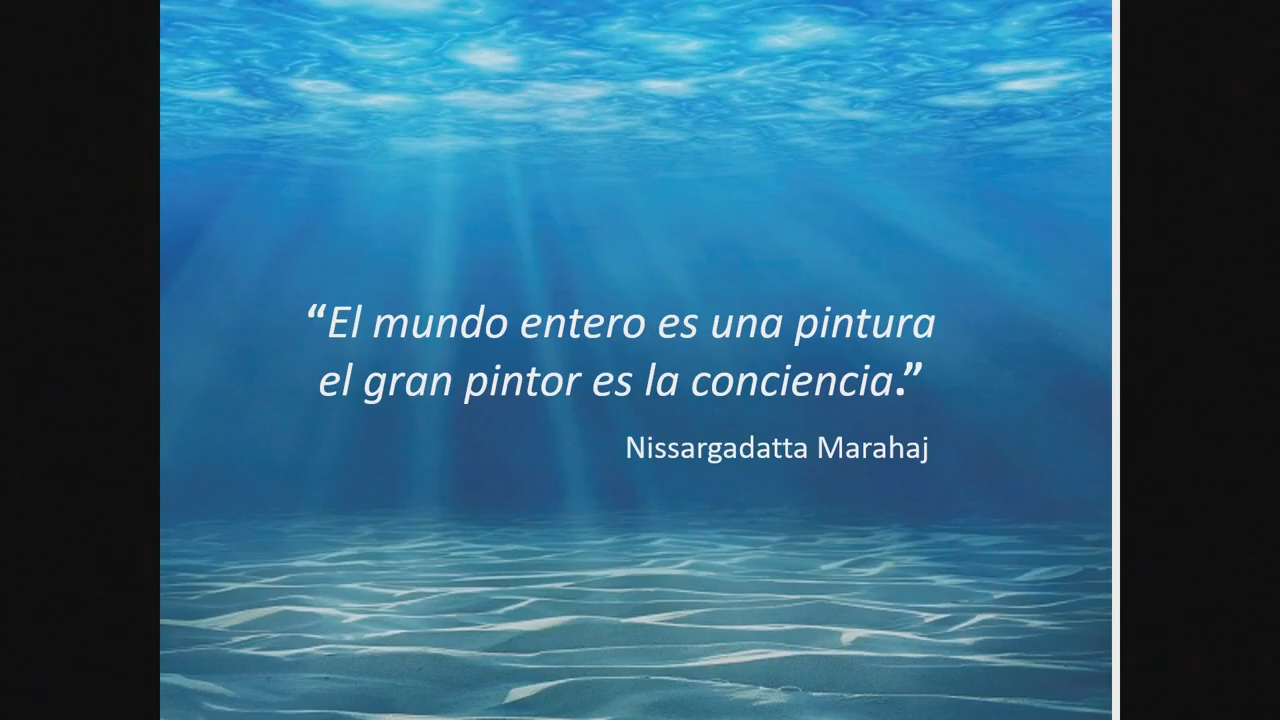 “El mundo entero es una pintura
el gran pintor es la conciencia.”
Nissargadatta Marahaj